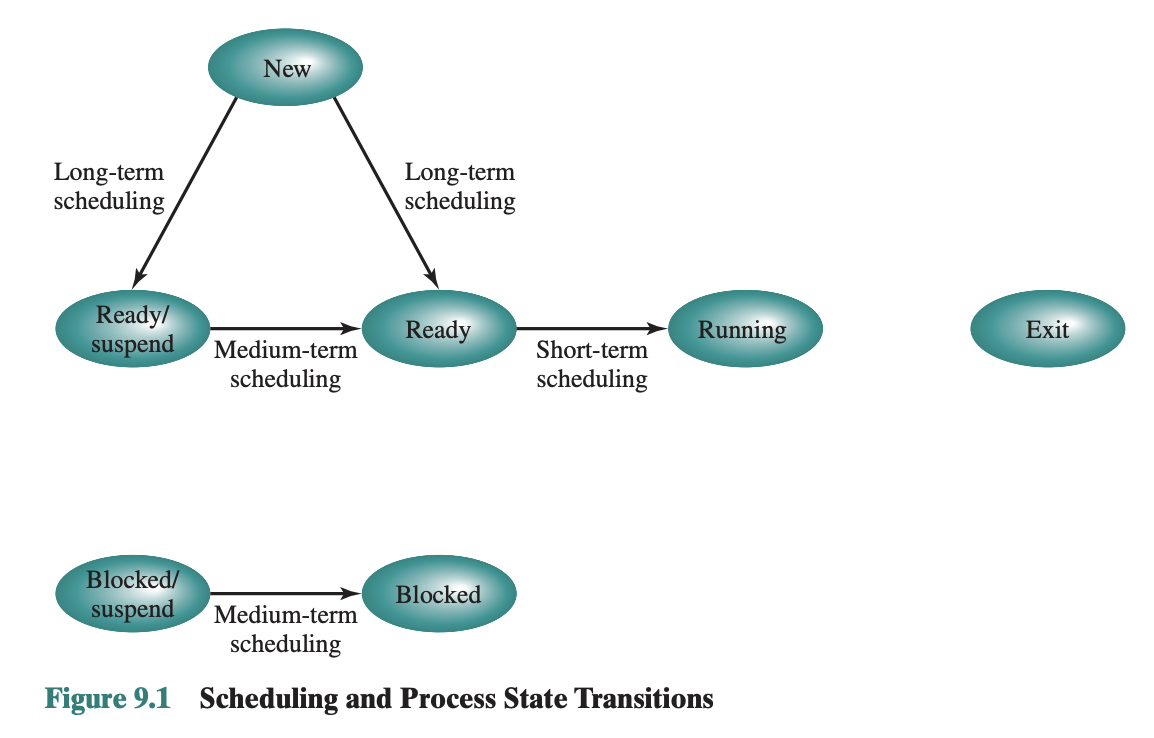 New
Long-term
scheduling
Long-term
scheduling
Ready/
suspend
Medium-term
scheduling
Ready
Short-term
scheduling
Running
Exit
Blocked/
suspend
Medium-term
scheduling
Blocked
Figure 9.1 Scheduling and Process State Transitions